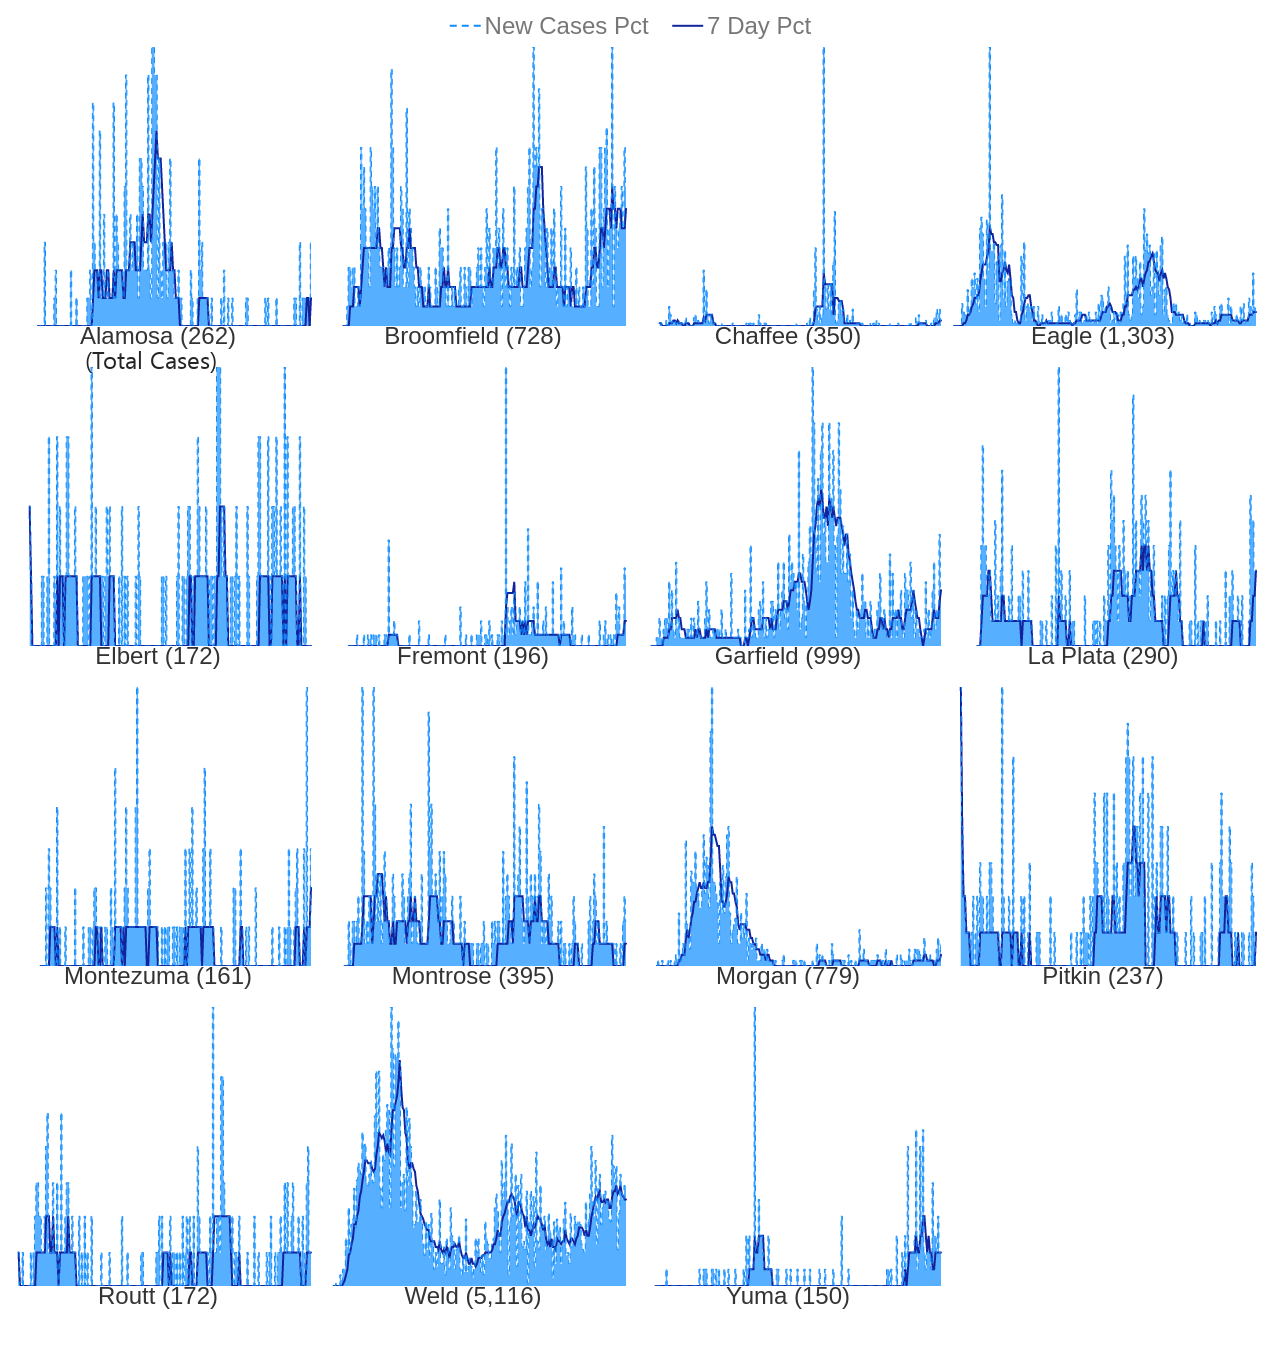 New Cases Pct 7 Day Pct
Alamosa (262) Broomfield (728) Chaffee (350) Eagle (1,303)
(Total Cases)
Elbert (172) Fremont (196) Garfield (999) La Plata (290)
Montezuma (161) Montrose (395) Morgan (779) Pitkin (237)
Routt (172) Weld (5,116) Yuma (150)